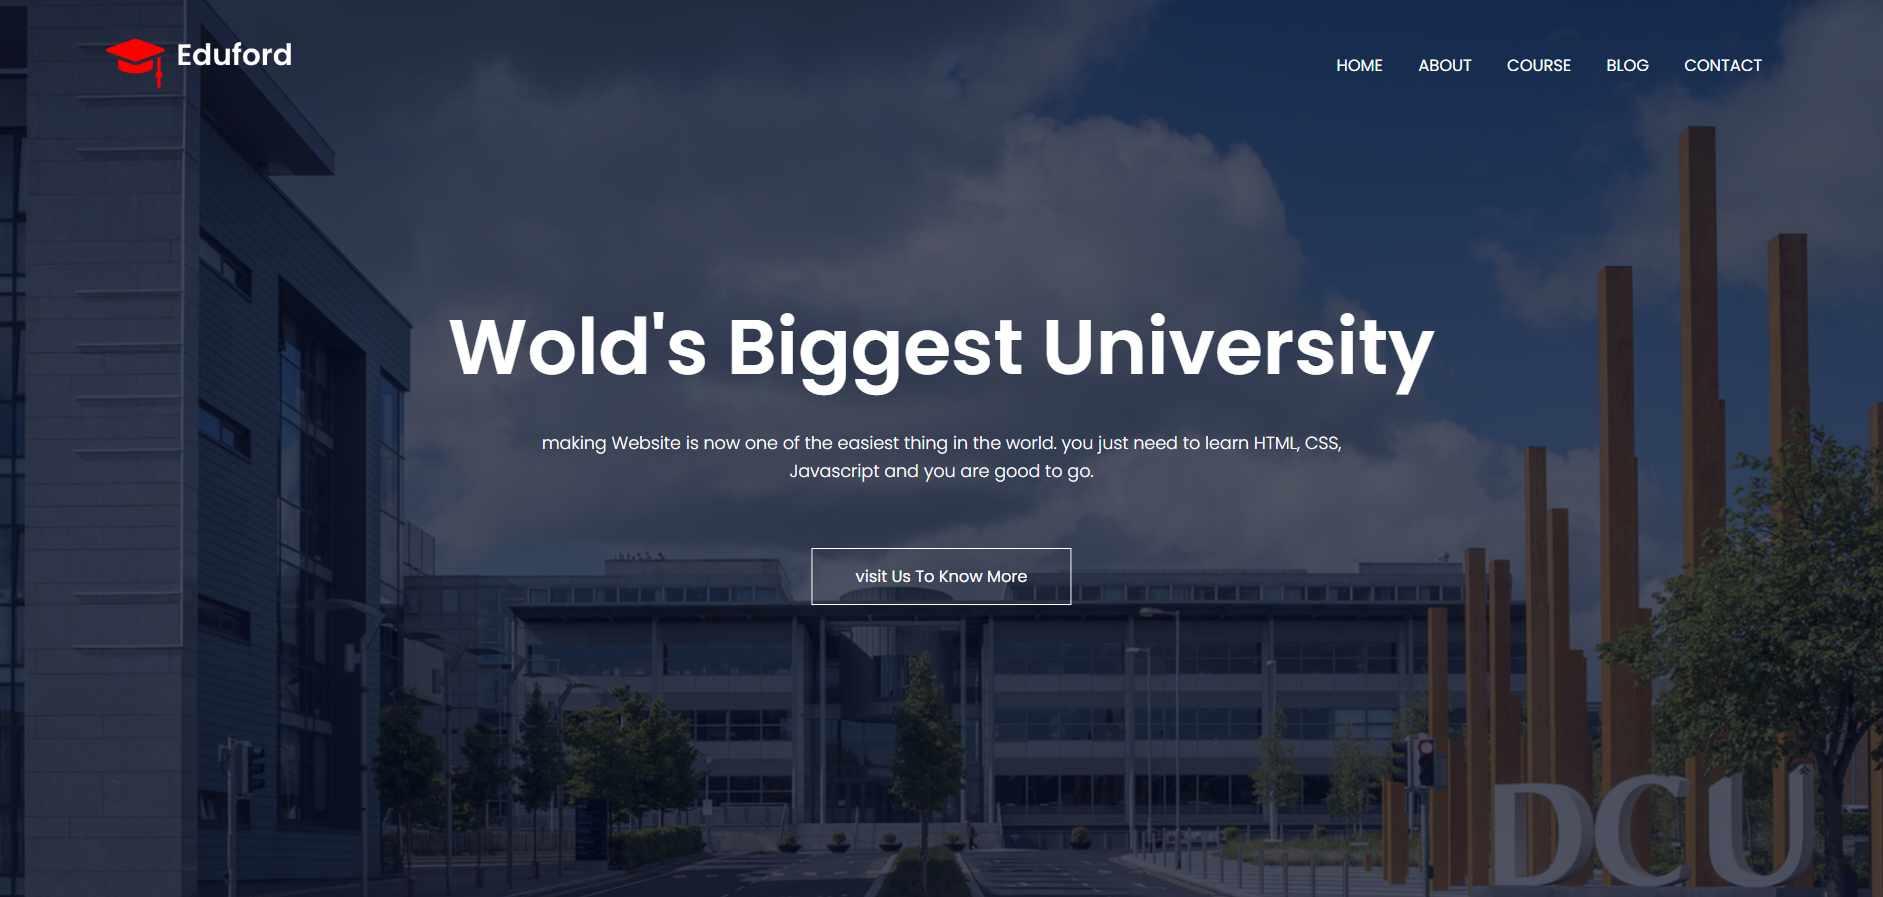 Eduford
HOME ABOUT COURSE BLOG CONTACT
Wold's Biggest University
making Website is now one of the easiest thing in the world. you just need to learn HTML, CSS,
Javascript and you are good to go.
visit Us To Know More
DCU